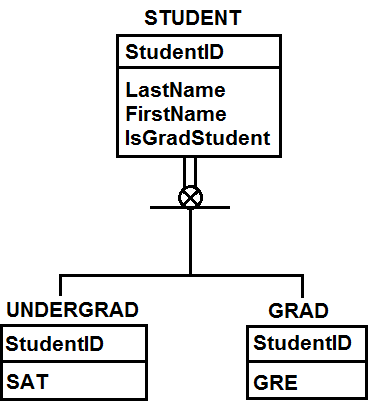 STUDENT
StudentID
LastName
FirstName
IsGradStudent
UNDERGRAD
StudentID
SAT
GRAD
StudentID
GRE